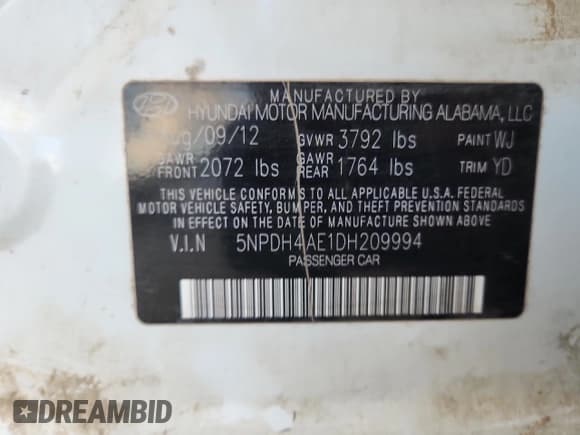 MANUFACTURED BY
HYUNDAI MOTOR MANUFACTURING ALABAMA, LLC
Aug/09/12 GVWR 3792 lbs PAINT WJ
GAWR FRONT 2072 lbs GAWR REAR 1764 lbs TRIM YD
THIS VEHICLE CONFORMS TO ALL APPLICABLE U.S.A. FEDERAL
MOTOR VEHICLE SAFETY, BUMPER, AND THEFT PREVENTION STANDARDS
IN EFFECT ON THE DATE OF MANUFACTURE SHOWN ABOVE.
V.I.N 5NPDH4AE1DH209994
PASSENGER CAR
DREAMBID